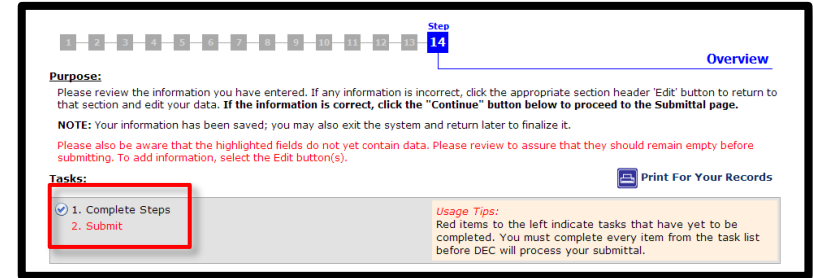 Step
1 2 3 4 5 6 7 8 9 10 11 12 13 14
Overview
Purpose:
Please review the information you have entered. If any information is incorrect, click the appropriate section header 'Edit' button to return to
that section and edit your data. If the information is correct, click the "Continue" button below to proceed to the Submittal page.
NOTE: Your information has been saved; you may also exit the system and return later to finalize it.
Please also be aware that the highlighted fields do not yet contain data. Please review to assure that they should remain empty before
submitting. To add information, select the Edit button(s).
Tasks:
Print For Your Records
1. Complete Steps
2. Submit
Usage Tips:
Red items to the left indicate tasks that have yet to be
completed. You must complete every item from the task list
before DEC will process your submittal.